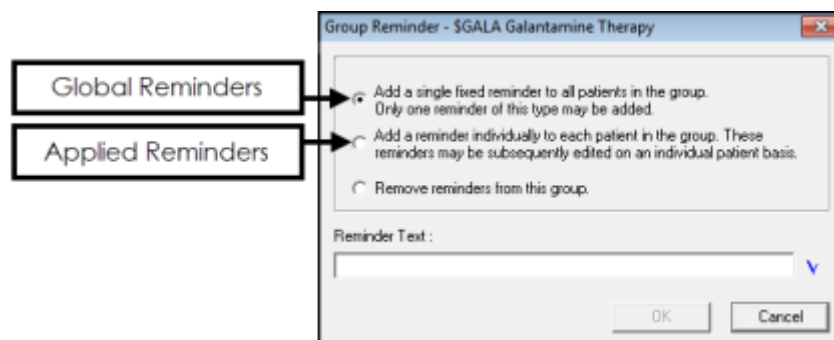 Group Reminder - $GALA Galantamine Therapy
Global Reminders
Add a single fixed reminder to all patients in the group.
Only one reminder of this type may be added.
Applied Reminders
Add a reminder individually to each patient in the group. These
reminders may be subsequently edited on an individual patient basis.
Remove reminders from this group.
Reminder Text :
OK
Cancel